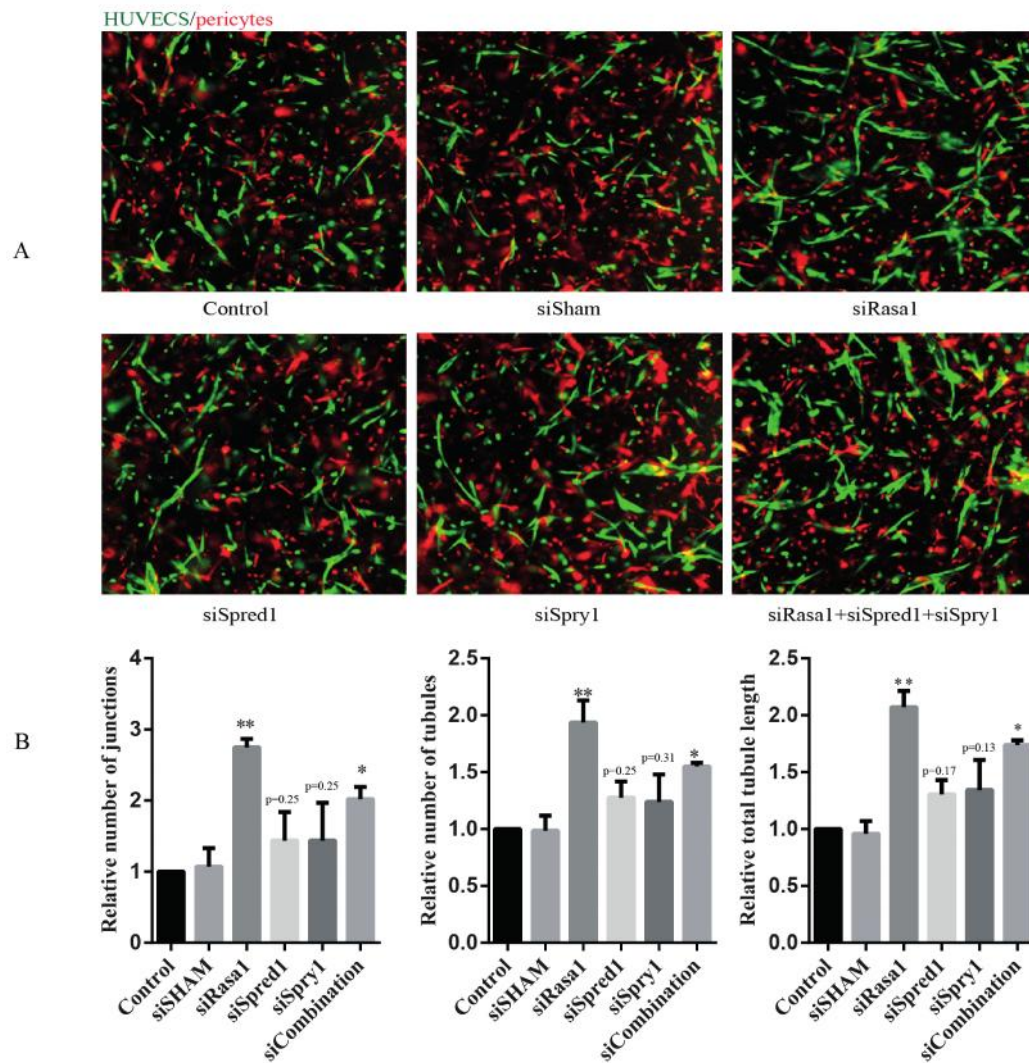 HUVECS/pericytes
A
Control
siSham
siRasa1
siSpred1
siSpry1
siRasa1+siSpred1+siSpry1
B
Relative number of junctions
4
3
2
1
0
**
p=0.25
p=0.25
*
Control
siSHAM
siRasa1
siSpred1
siSpry1
siCombination
Relative number of tubules
2.5
2.0
1.5
1.0
0.5
0.0
**
p=0.25
p=0.31
*
Control
siSHAM
siRasa1
siSpred1
siSpry1
siCombination
Relative total tubule length
2.5
2.0
1.5
1.0
0.5
0.0
**
p=0.17
p=0.13
*
Control
siSHAM
siRasa1
siSpred1
siSpry1
siCombination